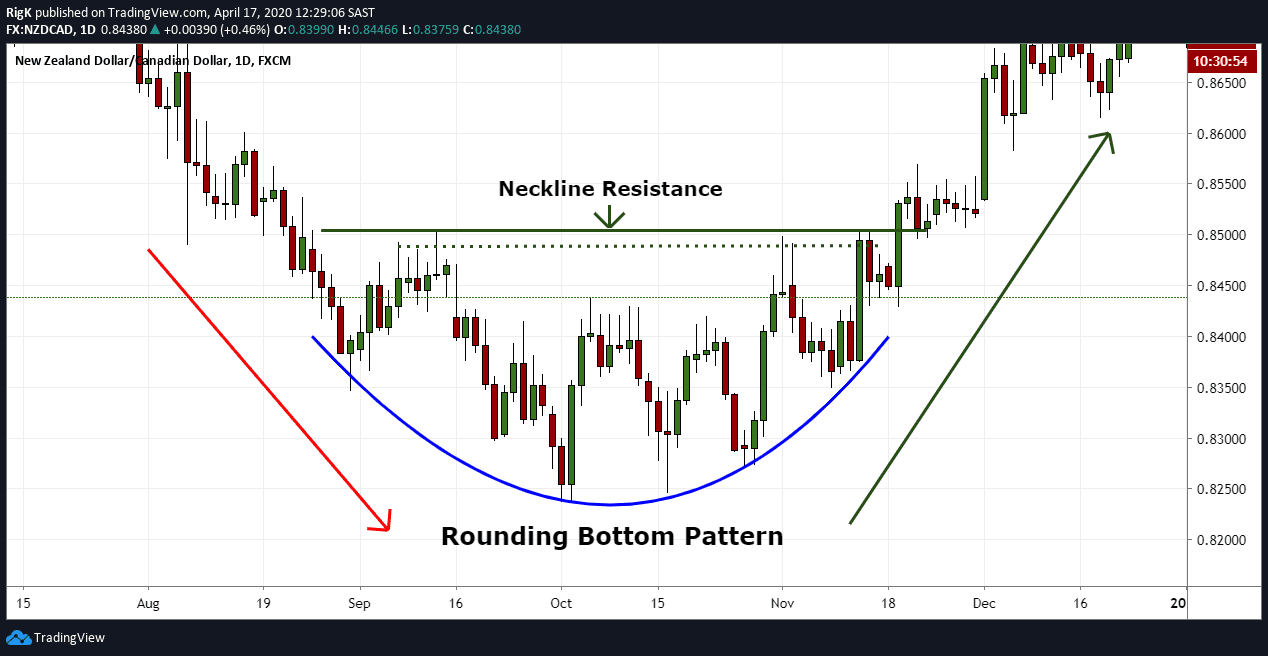 RigK published on TradingView.com, April 17, 2020 12:29:06 SAST
FX:NZDCAD, 1D 0.84380 ▲ +0.00390 (+0.46%) O:0.83990 H:0.84466 L:0.83759 C:0.84380
New Zealand Dollar/Canadian Dollar, 1D, FXCM
10:30:54
0.86500
0.86000
0.85500
Neckline Resistance
0.85000
0.84500
0.84000
0.83500
0.83000
0.82500
Rounding Bottom Pattern
0.82000
15 Aug 19 Sep 16 Oct 15 Nov 18 Dec 16 20
TradingView